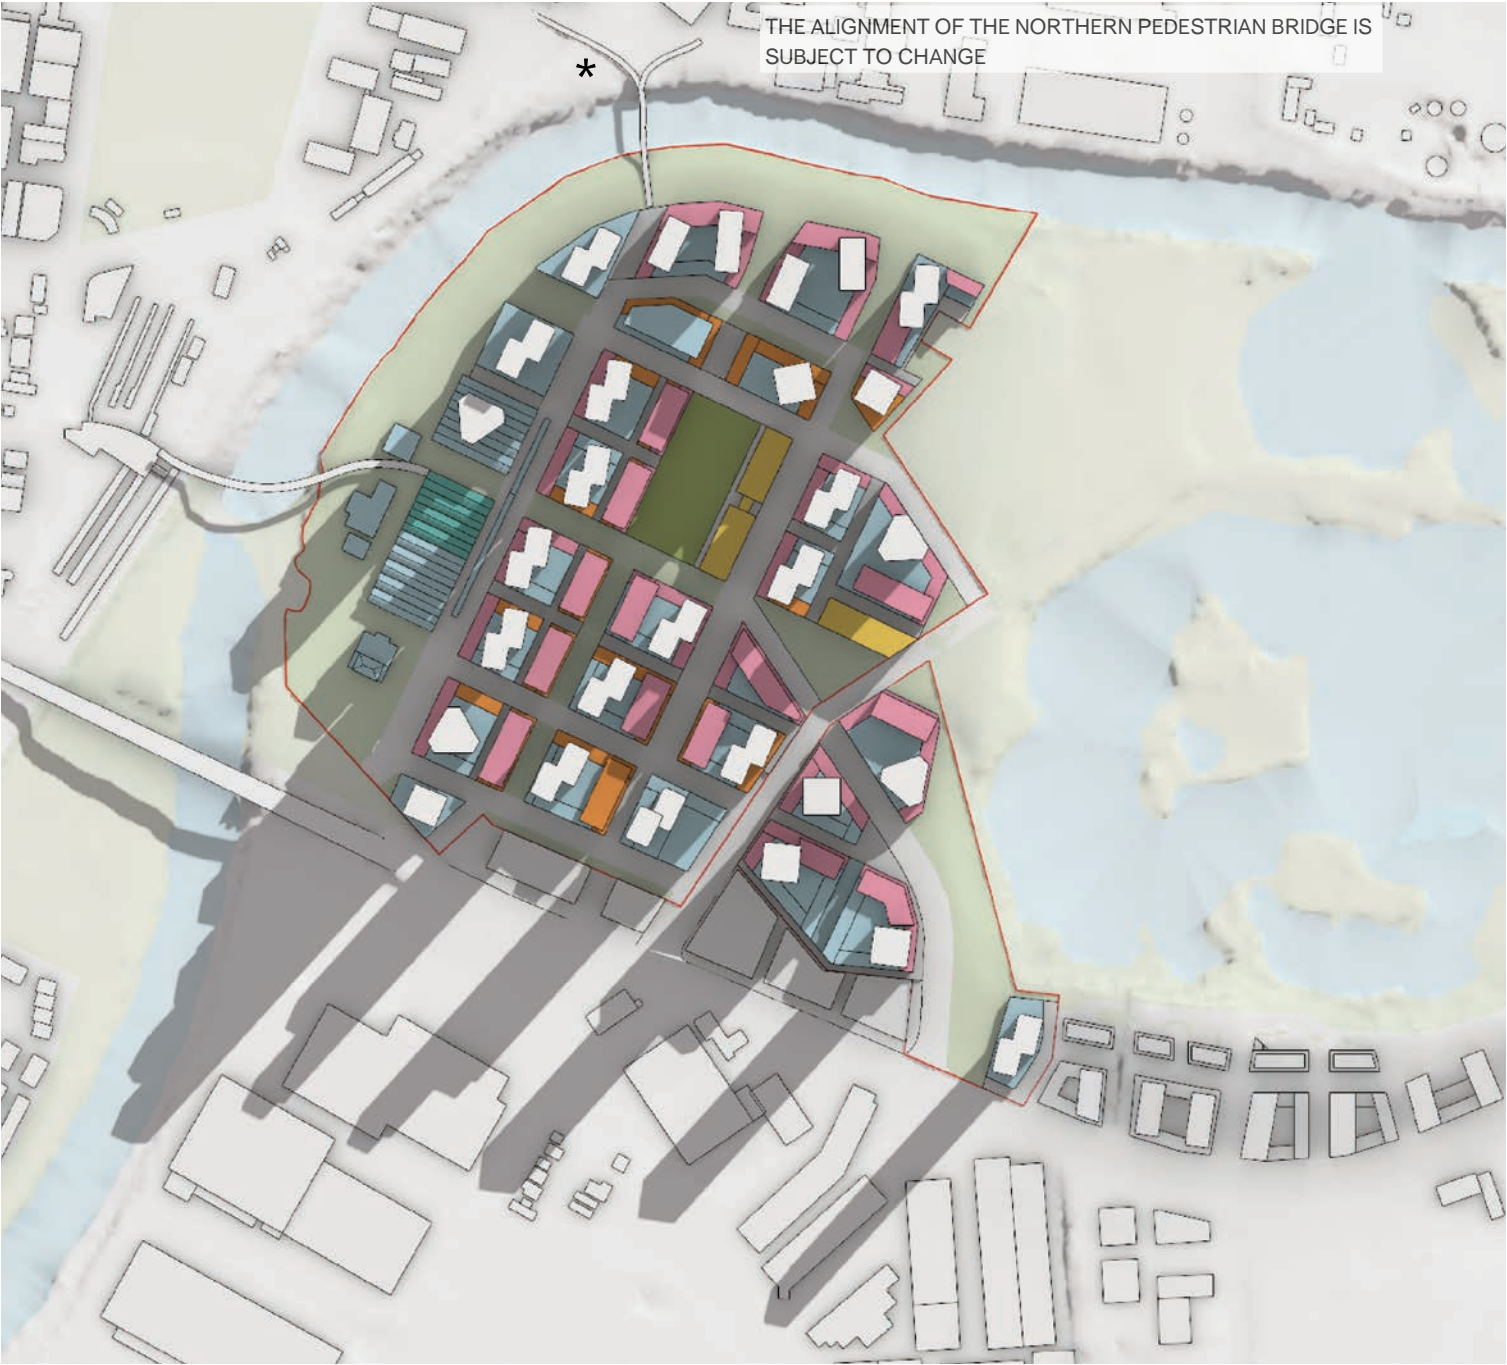 THE ALIGNMENT OF THE NORTHERN PEDESTRIAN BRIDGE IS
SUBJECT TO CHANGE
*